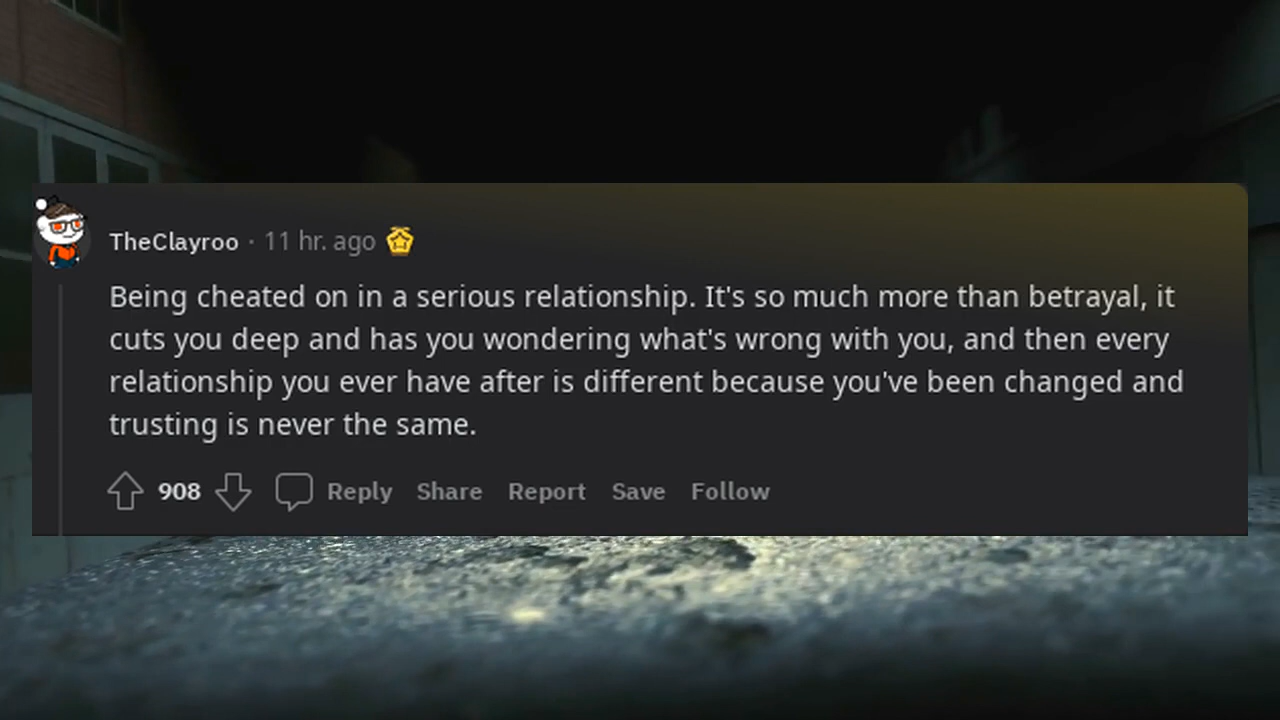 TheClayroo · 11 hr. ago
Being cheated on in a serious relationship. It's so much more than betrayal, it
cuts you deep and has you wondering what's wrong with you, and then every
relationship you ever have after is different because you've been changed and
trusting is never the same.
908 Reply Share Report Save Follow